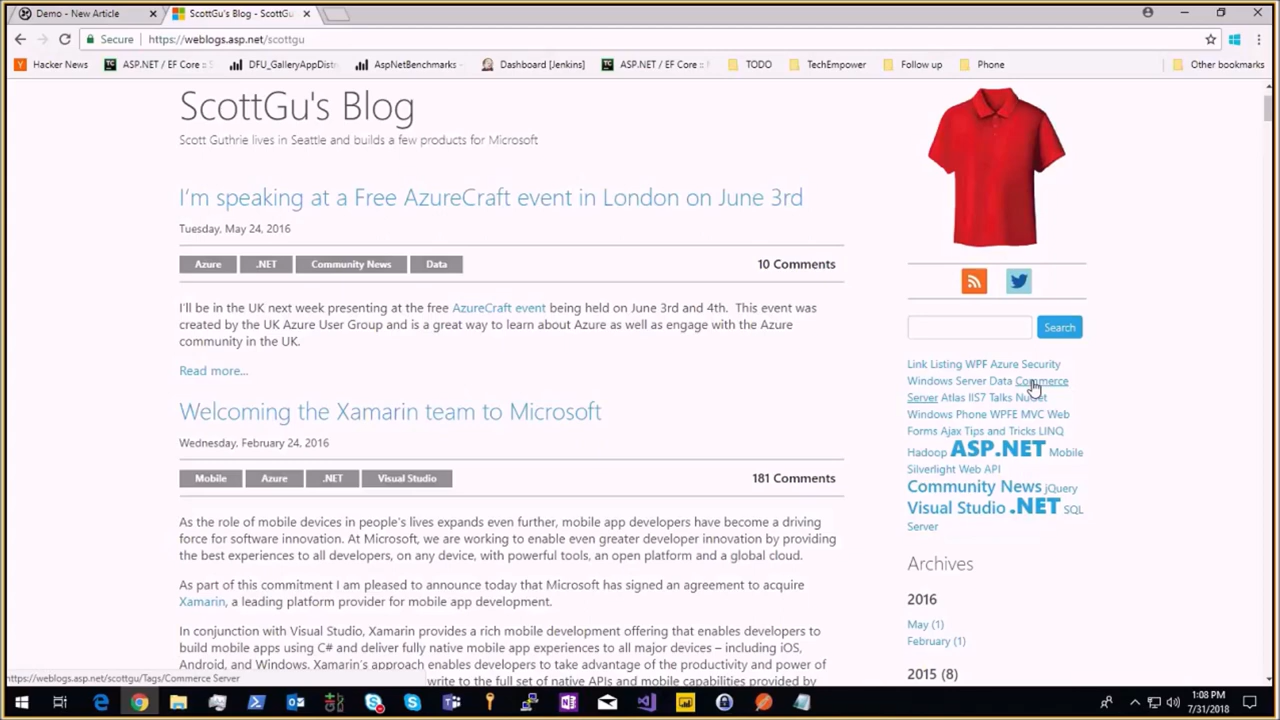 Demo - New Article
ScottGu's Blog - ScottGu
Secure
https://weblogs.asp.net/scottgu
Hacker News
ASP.NET / EF Core ::
DFU_GalleryAppDist
AspNetBenchmarks -
Dashboard [Jenkins]
ASP.NET / EF Core ::
TODO
TechEmpower
Follow up
Phone
Other bookmarks
ScottGu's Blog
Scott Guthrie lives in Seattle and builds a few products for Microsoft
I'm speaking at a Free AzureCraft event in London on June 3rd
Tuesday, May 24, 2016
Azure .NET Community News Data 10 Comments
I'll be in the UK next week presenting at the free AzureCraft event being held on June 3rd and 4th. This event was
created by the UK Azure User Group and is a great way to learn about Azure as well as engage with the Azure
community in the UK.
Read more...
Welcoming the Xamarin team to Microsoft
Wednesday, February 24, 2016
Mobile Azure .NET Visual Studio 181 Comments
As the role of mobile devices in people's lives expands even further, mobile app developers have become a driving
force for software innovation. At Microsoft, we are working to enable even greater developer innovation by providing
the best experiences to all developers, on any device, with powerful tools, an open platform and a global cloud.
As part of this commitment I am pleased to announce today that Microsoft has signed an agreement to acquire
Xamarin, a leading platform provider for mobile app development.
In conjunction with Visual Studio, Xamarin provides a rich mobile development offering that enables developers to
build mobile apps using C# and deliver fully native mobile app experiences to all major devices – including iOS,
Android, and Windows. Xamarin's approach enables developers to take advantage of the productivity and power of
write to the full set of native APIs and mobile capabilities provided by
Search
Link Listing WPF Azure Security
Windows Server Data Commerce
Server Atlas IIS7 Talks NuGet
Windows Phone WPFE MVC Web
Forms Ajax Tips and Tricks LINQ
Hadoop ASP.NET Mobile
Silverlight Web API
Community News jQuery
Visual Studio .NET SQL
Server
Archives
2016
May (1)
February (1)
2015 (8)
https://weblogs.asp.net/scottgu/Tags/Commerce Server
1:08 PM
7/31/2018